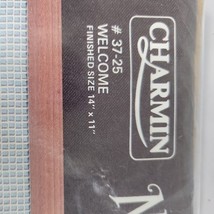 CHARMIN
# 37-25
WELCOME
FINISHED SIZE 14" x 11"